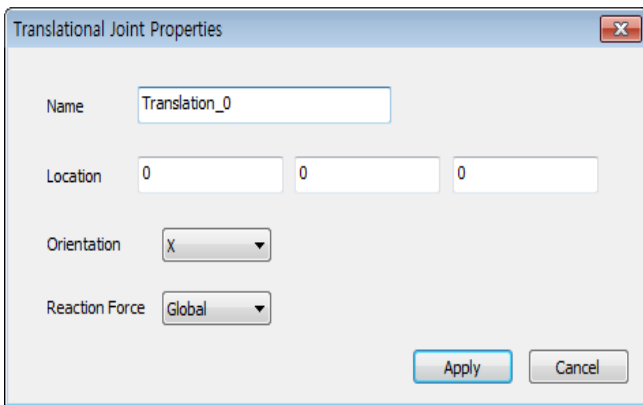 Translational Joint Properties
Name Translation_0
Location 0 0 0
Orientation X
Reaction Force Global
Apply Cancel